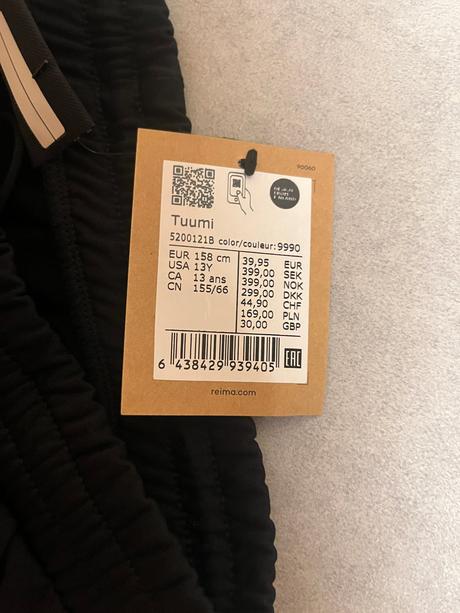 90060
Tuumi
5200121B color/couleur:9990
EUR 158 cm
USA 13Y
CA 13 ans
CN 155/66
39,95 EUR
399,00 SEK
399,00 NOK
299,00 DKK
44,90 CHF
169,00 PLN
30,00 GBP
6 438429 939405
EAC
reima.com